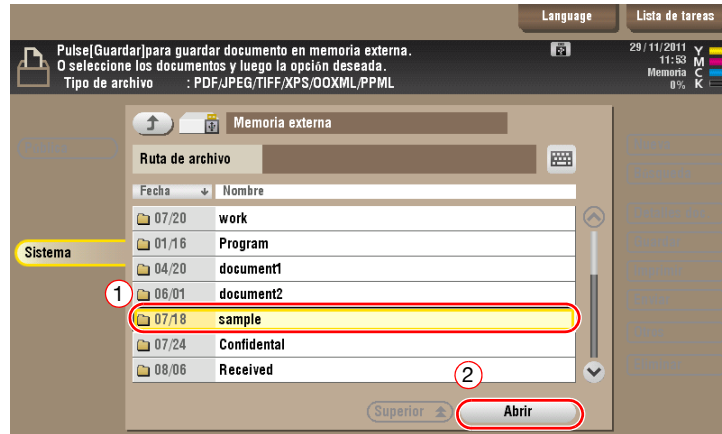 Language
Lista de tareas
Pulse[Guardar]para guardar documento en memoria externa.
O seleccione los documentos y luego la opción deseada.
Tipo de archivo : PDF/JPEG/TIFF/XPS/OOXML/PPML
29/11/2011
11:53
Memoria
0%
Y
M
C
K
Memoria externa
Ruta de archivo
Fecha Nombre
07/20 work
01/16 Program
04/20 document1
06/01 document2
07/18 sample
07/24 Confidental
08/06 Received
Sistema
1
2
Superior
Abrir